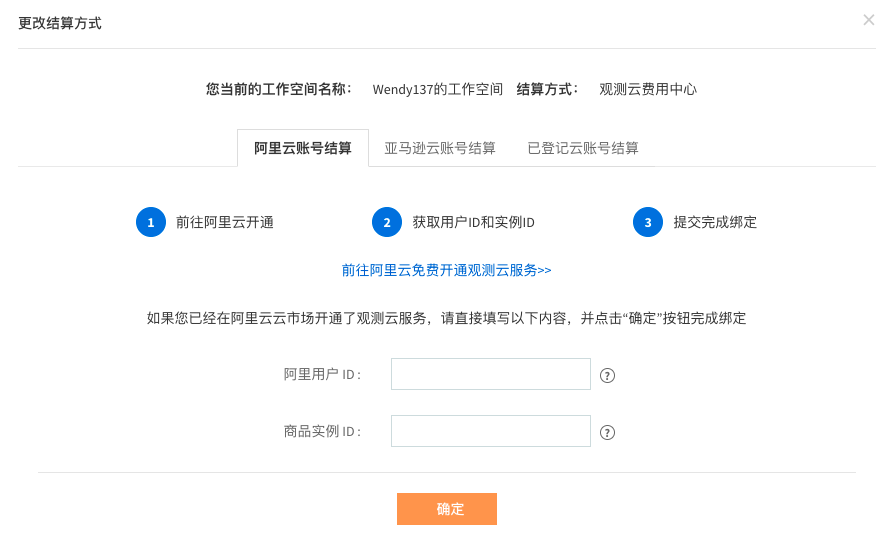 更改结算方式
您当前的工作空间名称： Wendy137的工作空间 结算方式： 观测云费用中心
阿里云账号结算 亚马逊云账号结算 已登记云账号结算
1 前往阿里云开通 2 获取用户ID和实例ID 3 提交完成绑定
前往阿里云免费开通观测云服务>>
如果您已经在阿里云云市场开通了观测云服务，请直接填写以下内容，并点击“确定”按钮完成绑定
阿里用户 ID： ?
商品实例 ID： ?
确定